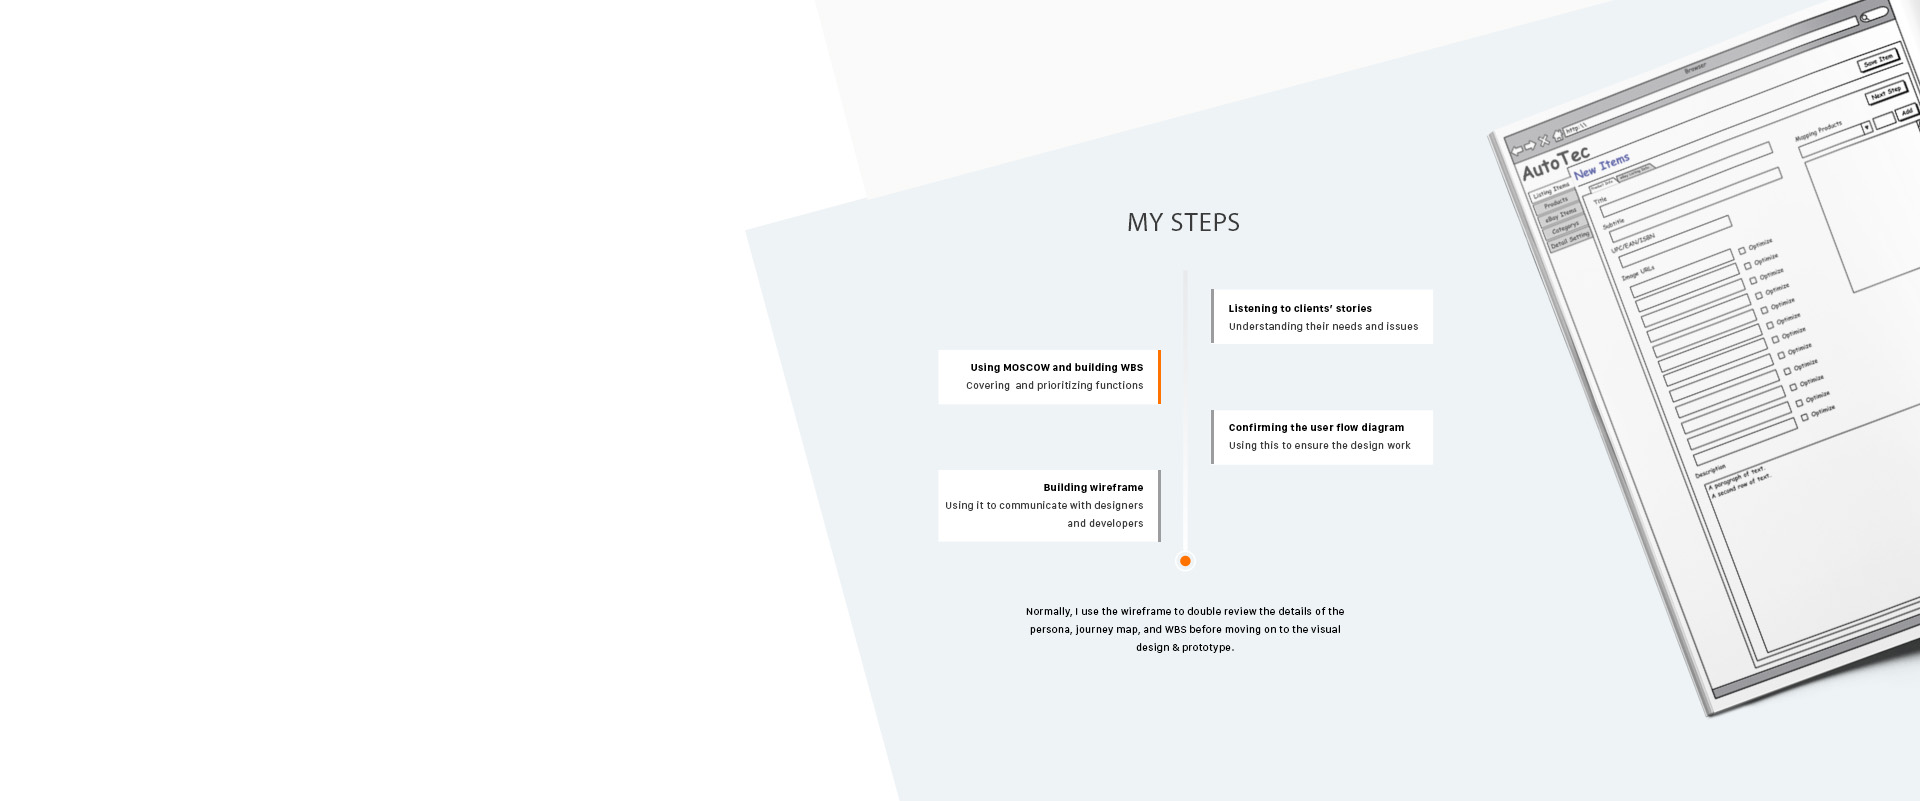 MY STEPS
Listening to clients' stories
Understanding their needs and issues
Using MOSCOW and building WBS
Covering  and prioritizing functions
Confirming the user flow diagram
Using this to ensure the design work
Building wireframe
Using it to communicate with designers
and developers
Normally, I use the wireframe to double review the details of the
persona, journey map, and WBS before moving on to the visual
design & prototype.
Browser
http:\\
Save Item
Next Step
AutoTec
New Items
Mapping Products
Add
Listing Items
Products
eBay Items
Categorys
Detail Setting
Title
Subtitle
UPC/EAN/ISBN
Image URLs
Optimize
Optimize
Optimize
Optimize
Optimize
Optimize
Optimize
Optimize
Optimize
Optimize
Optimize
Optimize
Description
A paragraph of text.
A second row of text.